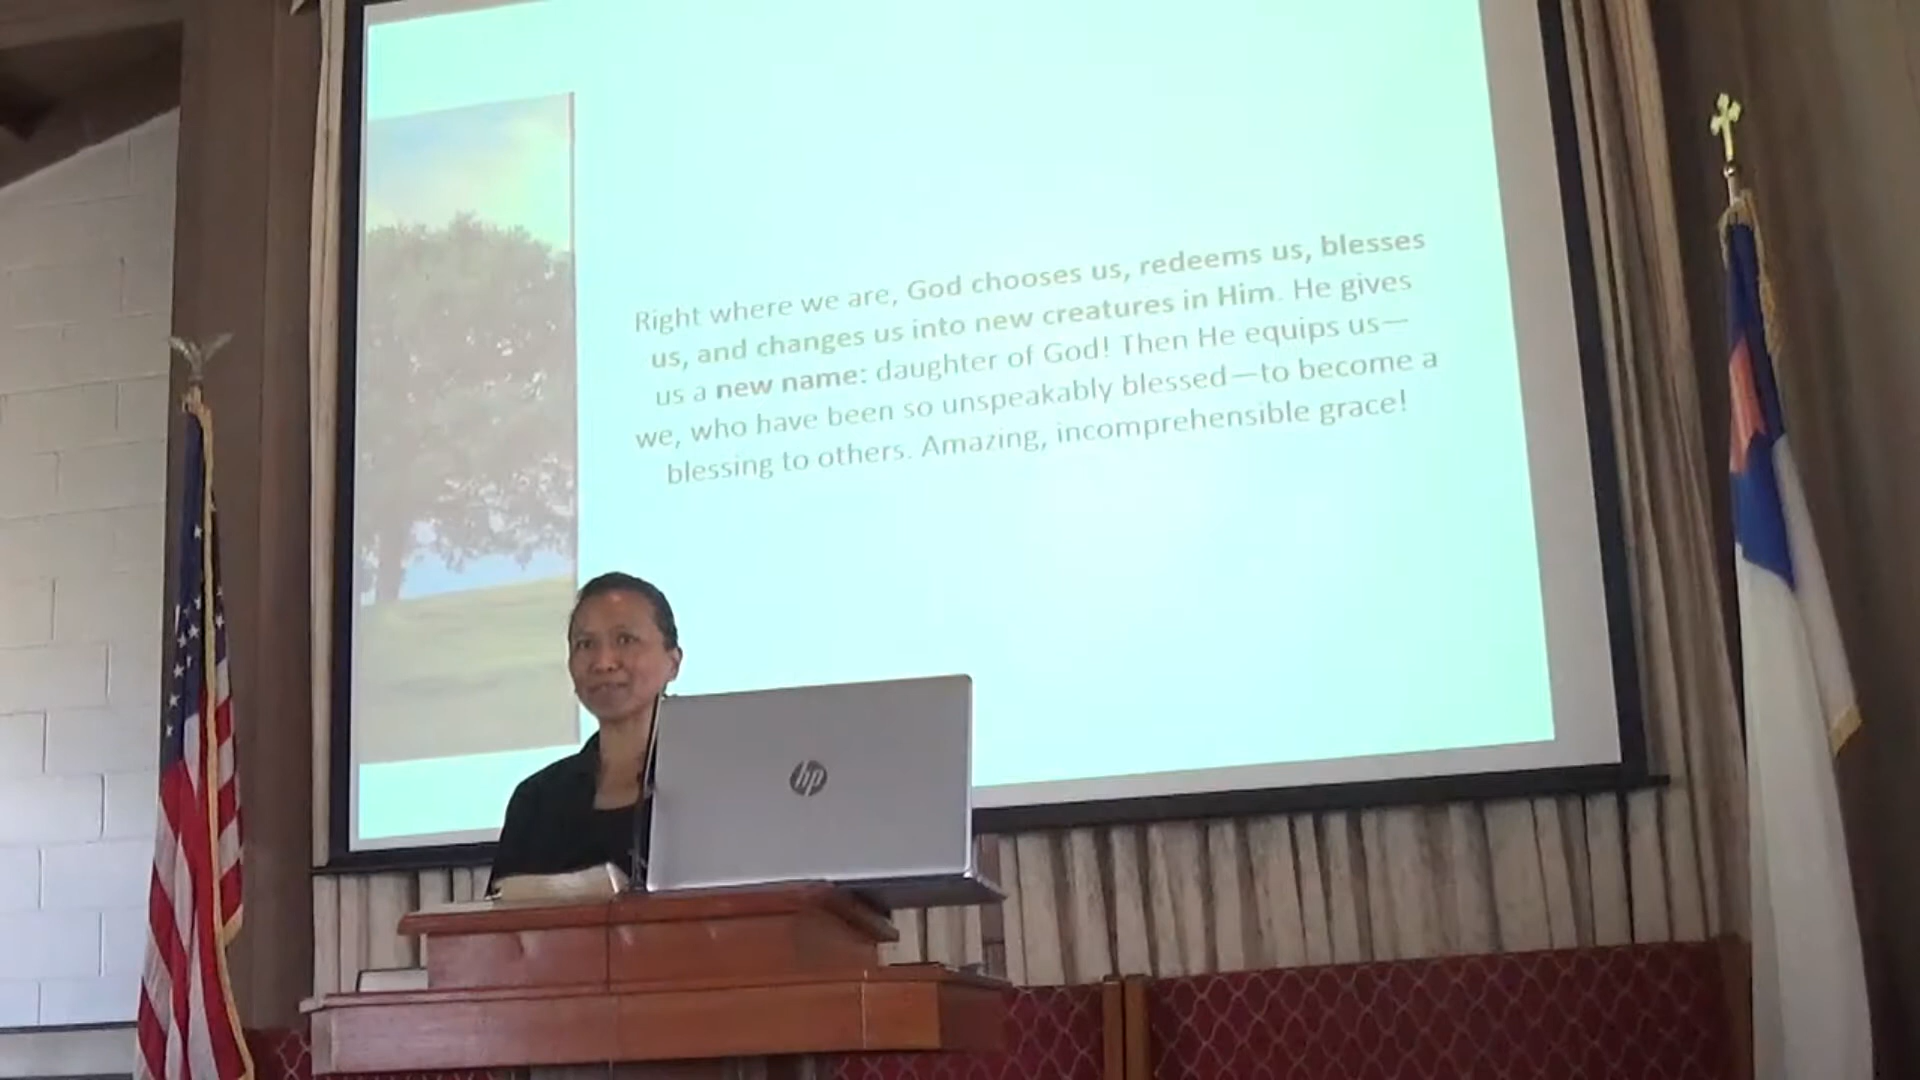 Right where we are, God chooses us, redeems us, blesses
us, and changes us into new creatures in Him. He gives
us a new name: daughter of God! Then He equips us—
we, who have been so unspeakably blessed—to become a
blessing to others. Amazing, incomprehensible grace!
hp